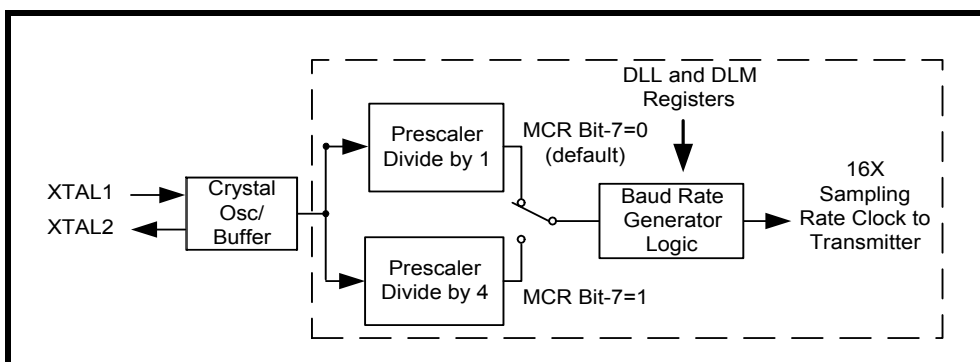 DLL and DLM
Registers
Prescaler
Divide by 1
MCR Bit-7=0
(default)
XTAL1
XTAL2
Crystal
Osc/
Buffer
Baud Rate
Generator
Logic
16X
Sampling
Rate Clock to
Transmitter
Prescaler
Divide by 4
MCR Bit-7=1